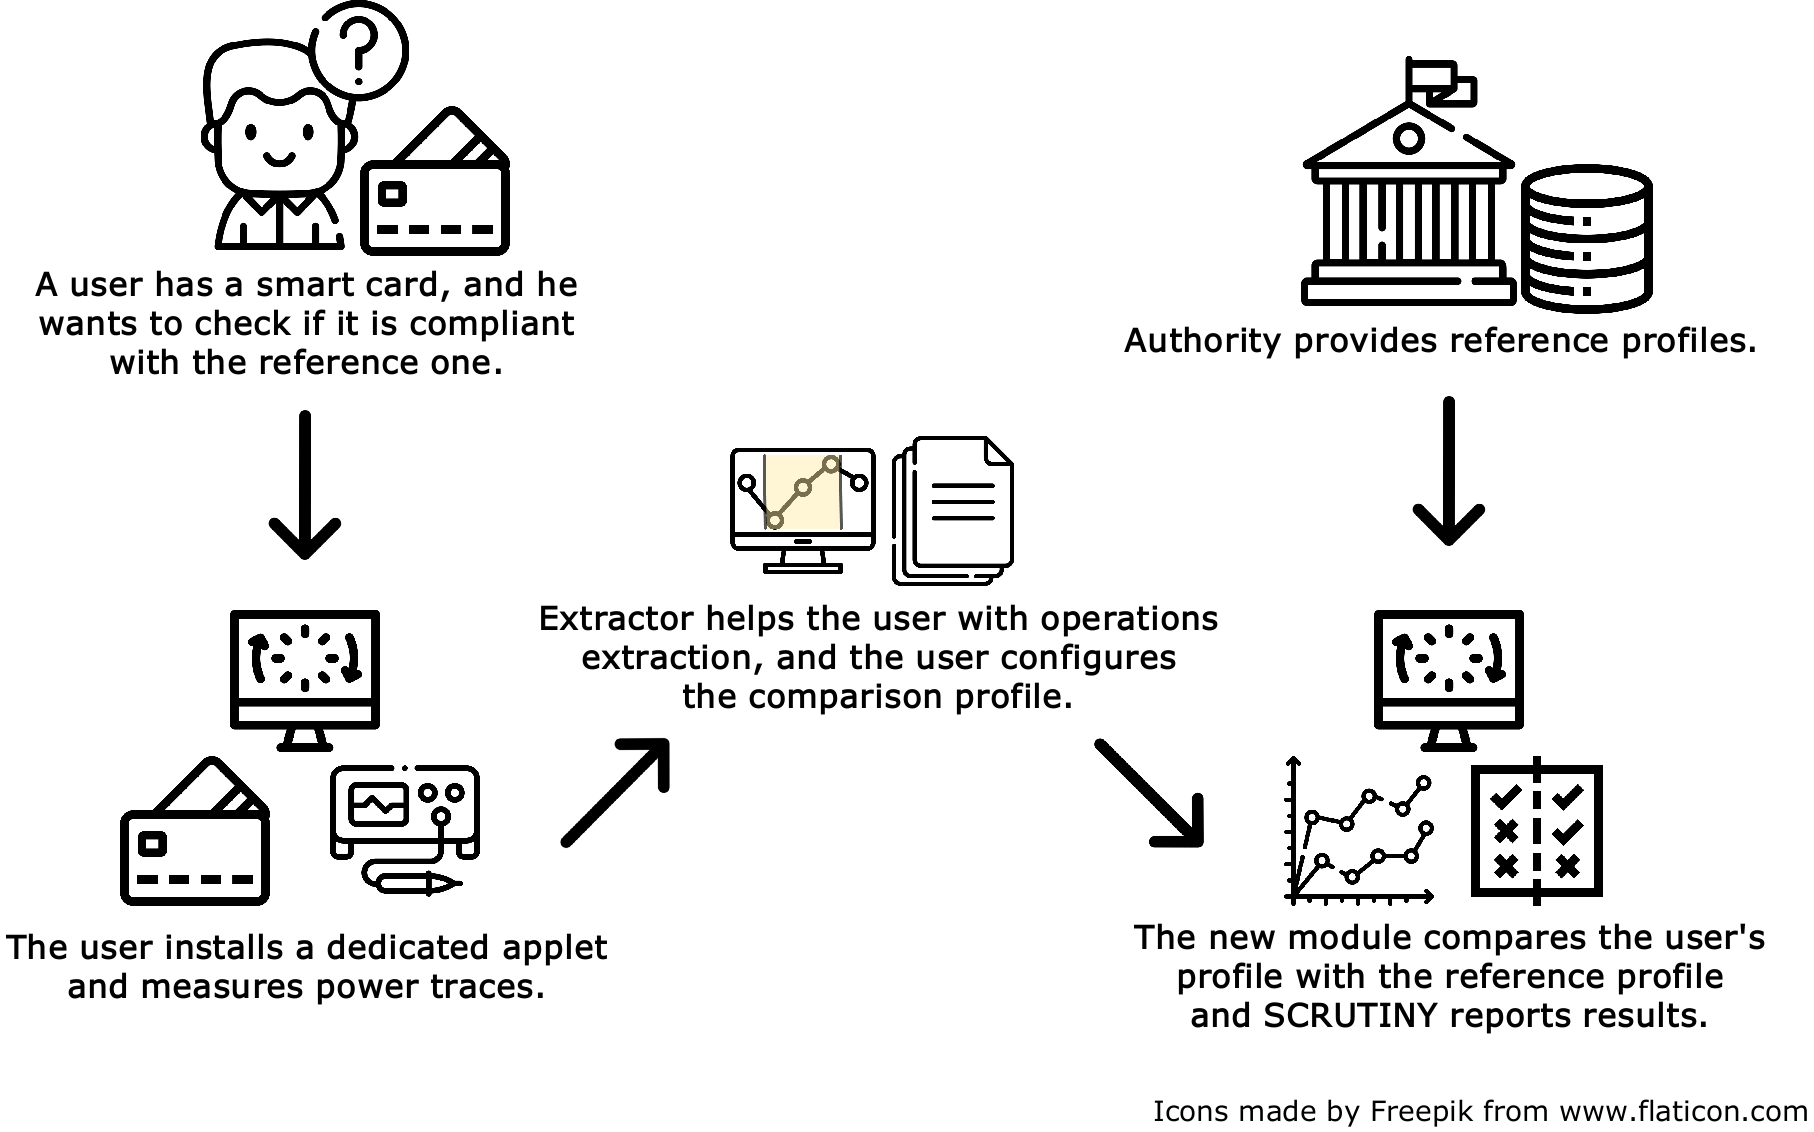 A user has a smart card, and he
wants to check if it is compliant
with the reference one.
Authority provides reference profiles.
Extractor helps the user with operations
extraction, and the user configures
the comparison profile.
The user installs a dedicated applet
and measures power traces.
The new module compares the user's
profile with the reference profile
and SCRUTINY reports results.
Icons made by Freepik from www.flaticon.com